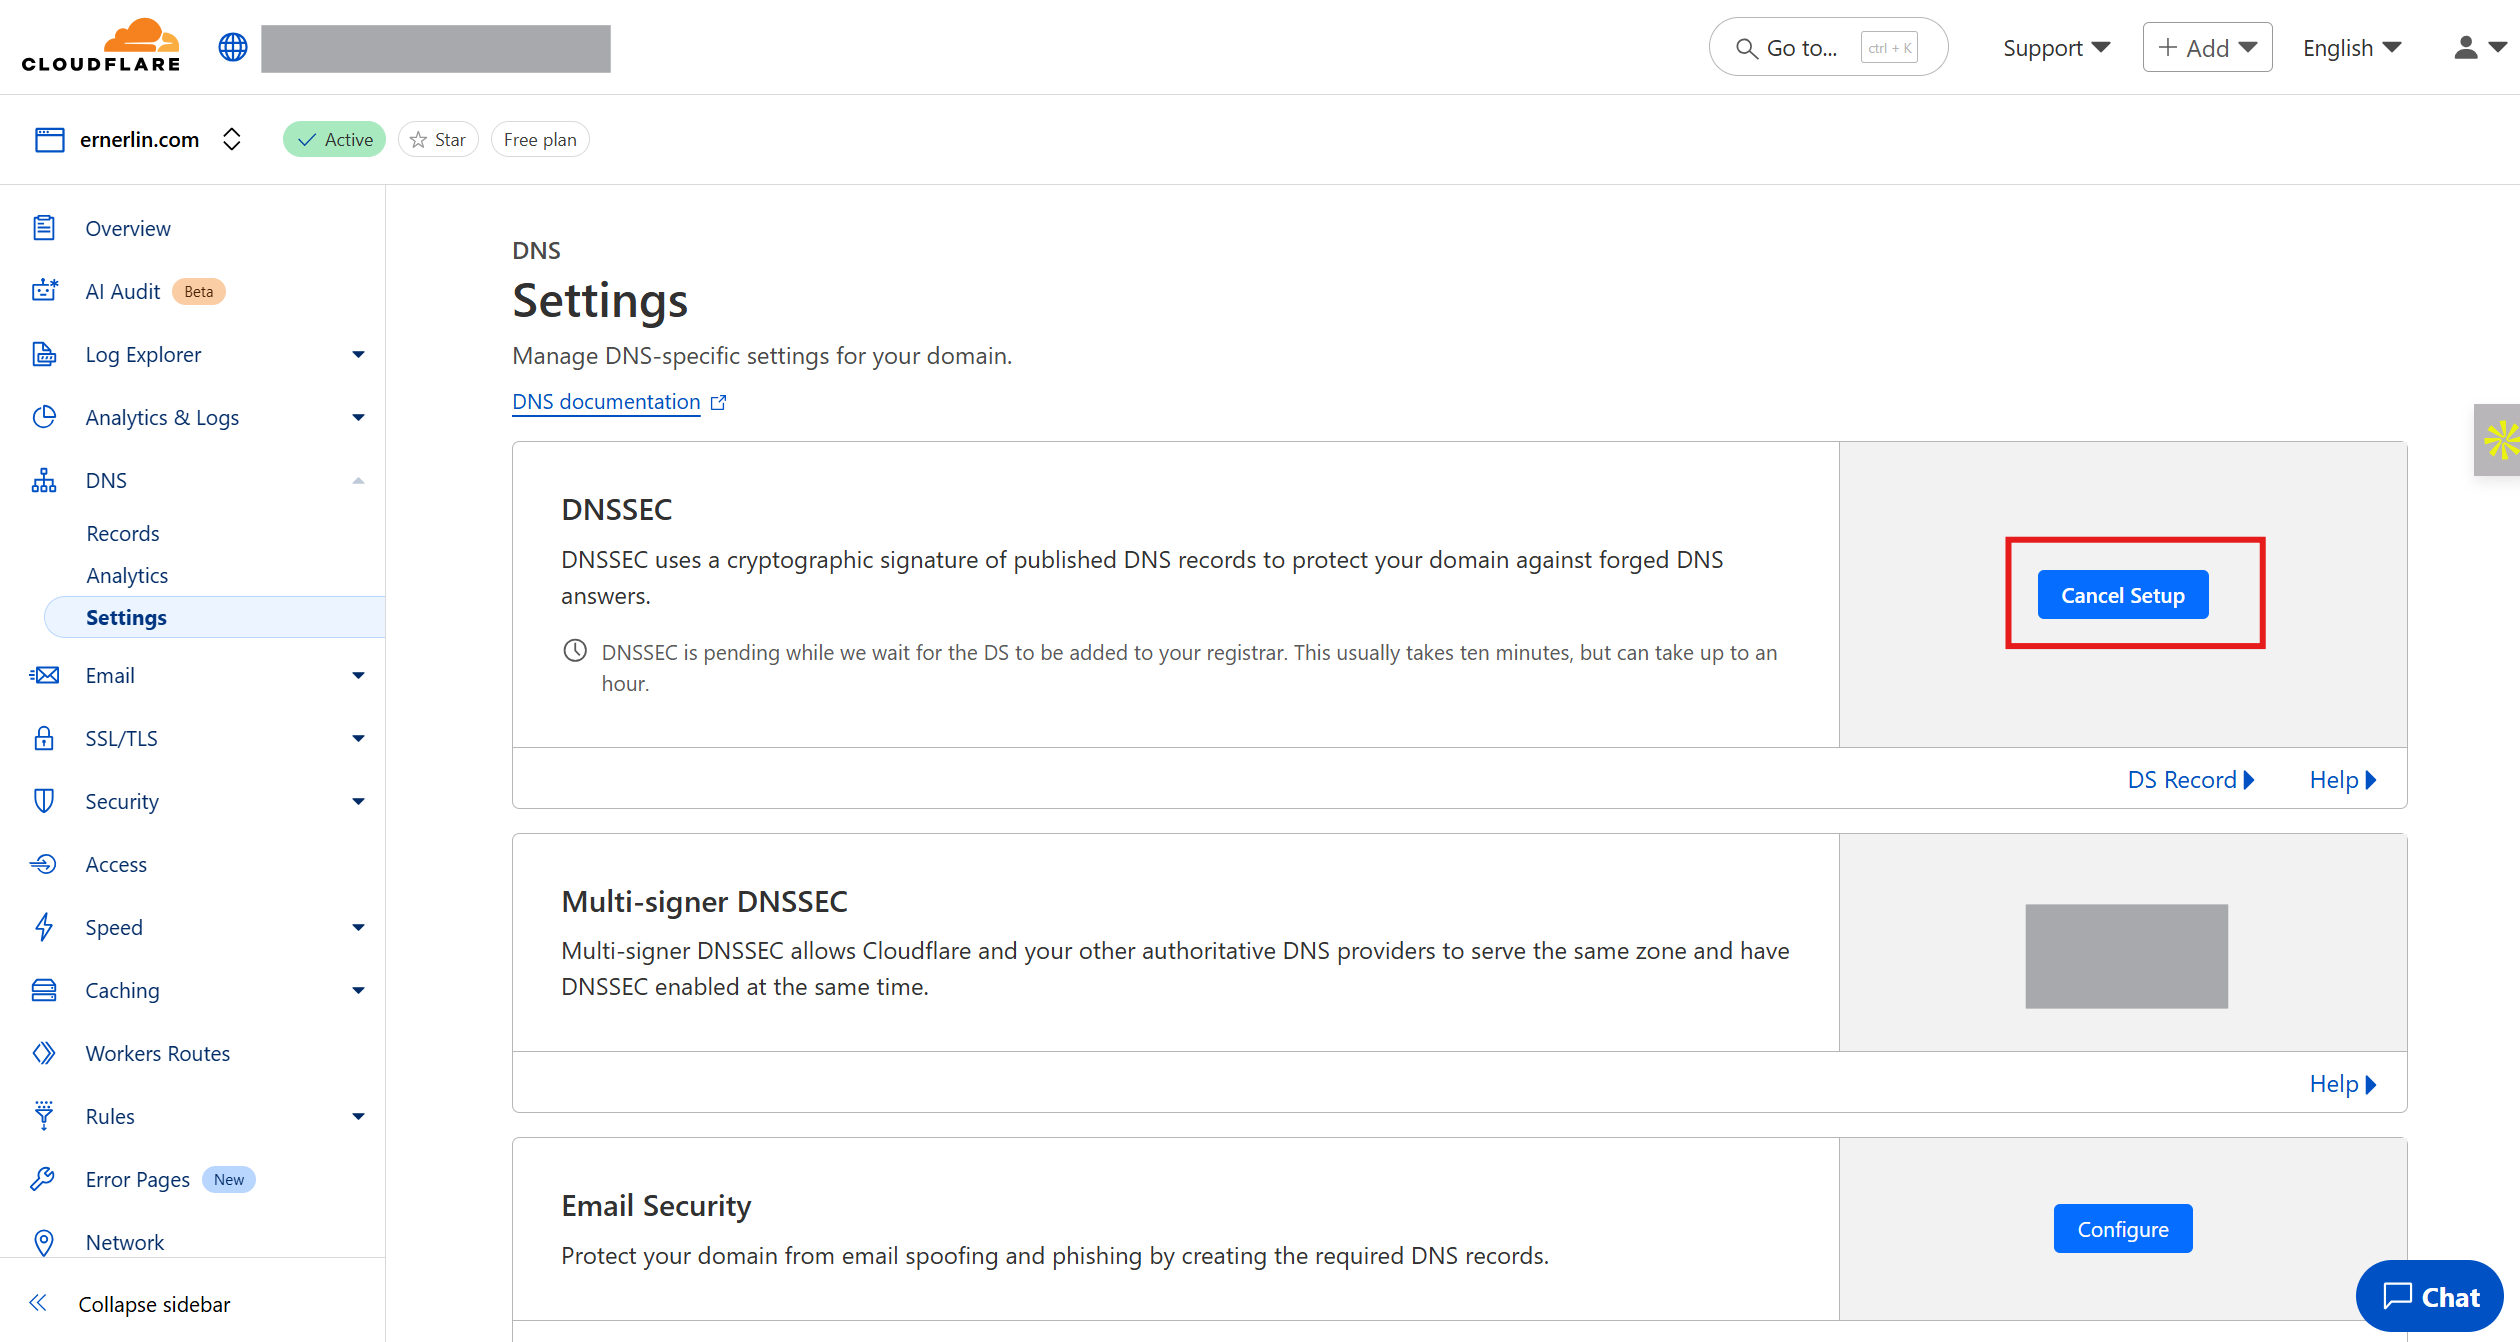 CLOUDFLARE
Go to... ctrl + K
Support
+ Add
English
ernerlin.com
Active
Star
Free plan
Overview
AI Audit Beta
Log Explorer
Analytics & Logs
DNS
Records
Analytics
Settings
Email
SSL/TLS
Security
Access
Speed
Caching
Workers Routes
Rules
Error Pages New
Network
Collapse sidebar
DNS
Settings
Manage DNS-specific settings for your domain.
DNS documentation
DNSSEC
DNSSEC uses a cryptographic signature of published DNS records to protect your domain against forged DNS
answers.
DNSSEC is pending while we wait for the DS to be added to your registrar. This usually takes ten minutes, but can take up to an
hour.
Cancel Setup
DS Record
Help
Multi-signer DNSSEC
Multi-signer DNSSEC allows Cloudflare and your other authoritative DNS providers to serve the same zone and have
DNSSEC enabled at the same time.
Help
Email Security
Protect your domain from email spoofing and phishing by creating the required DNS records.
Configure
Chat